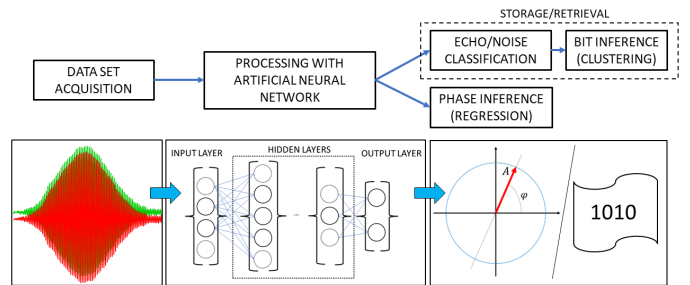 STORAGE/RETRIEVAL
DATA SET
ACQUISITION
PROCESSING WITH
ARTIFICIAL NEURAL
NETWORK
ECHO/NOISE
CLASSIFICATION
BIT INFERENCE
(CLUSTERING)
PHASE INFERENCE
(REGRESSION)
INPUT LAYER
HIDDEN LAYERS
OUTPUT LAYER
...
A
φ
1010